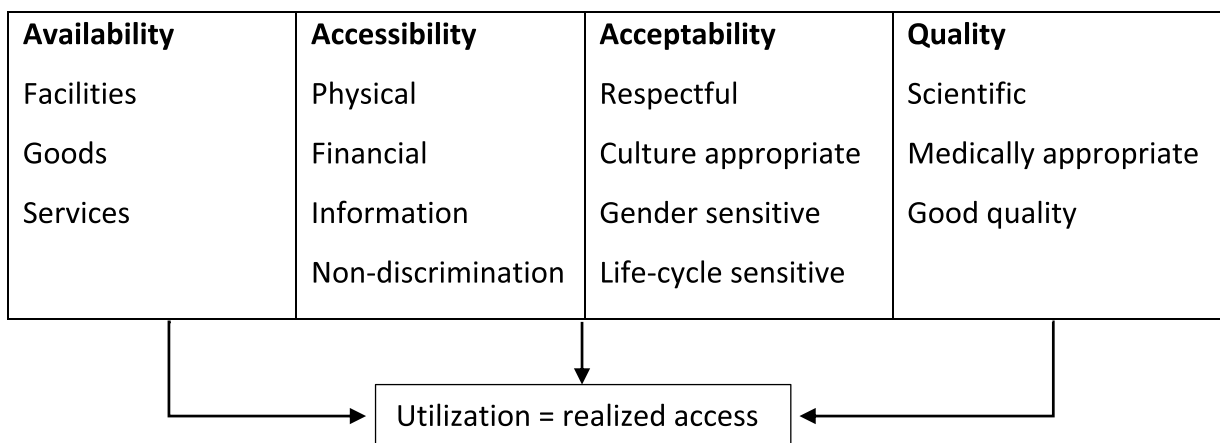 Availability
Facilities
Goods
Services
Accessibility
Physical
Financial
Information
Non-discrimination
Acceptability
Respectful
Culture appropriate
Gender sensitive
Life-cycle sensitive
Quality
Scientific
Medically appropriate
Good quality
Utilization = realized access